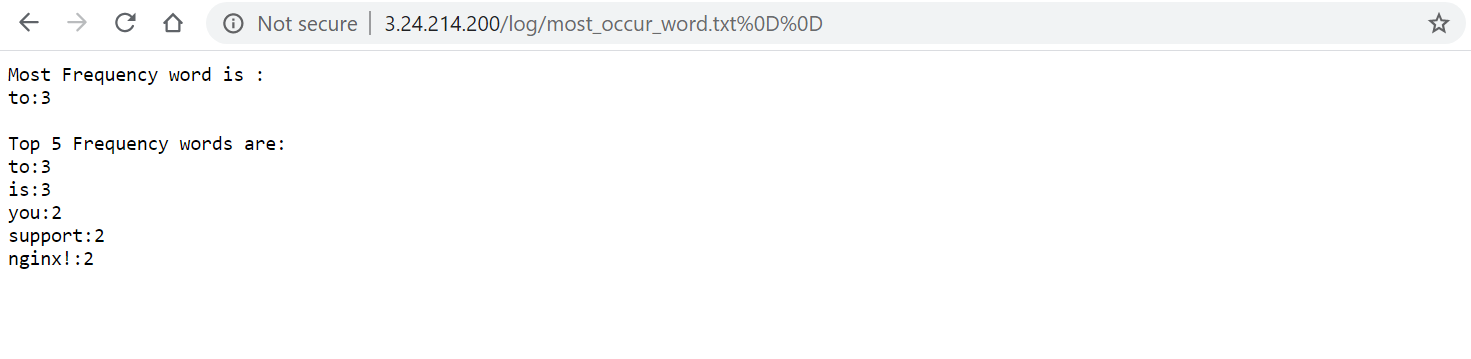 Not secure | 3.24.214.200/log/most_occur_word.txt%0D%0D
Most Frequency word is :
to:3
Top 5 Frequency words are:
to:3
is:3
you:2
support:2
nginx!:2